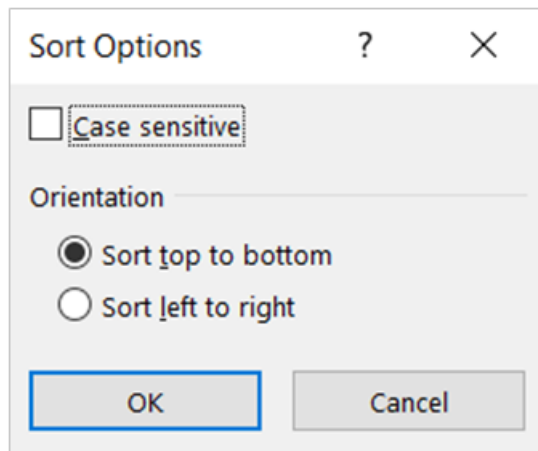 Sort Options ?
Case sensitive
Orientation
Sort top to bottom
Sort left to right
OK Cancel